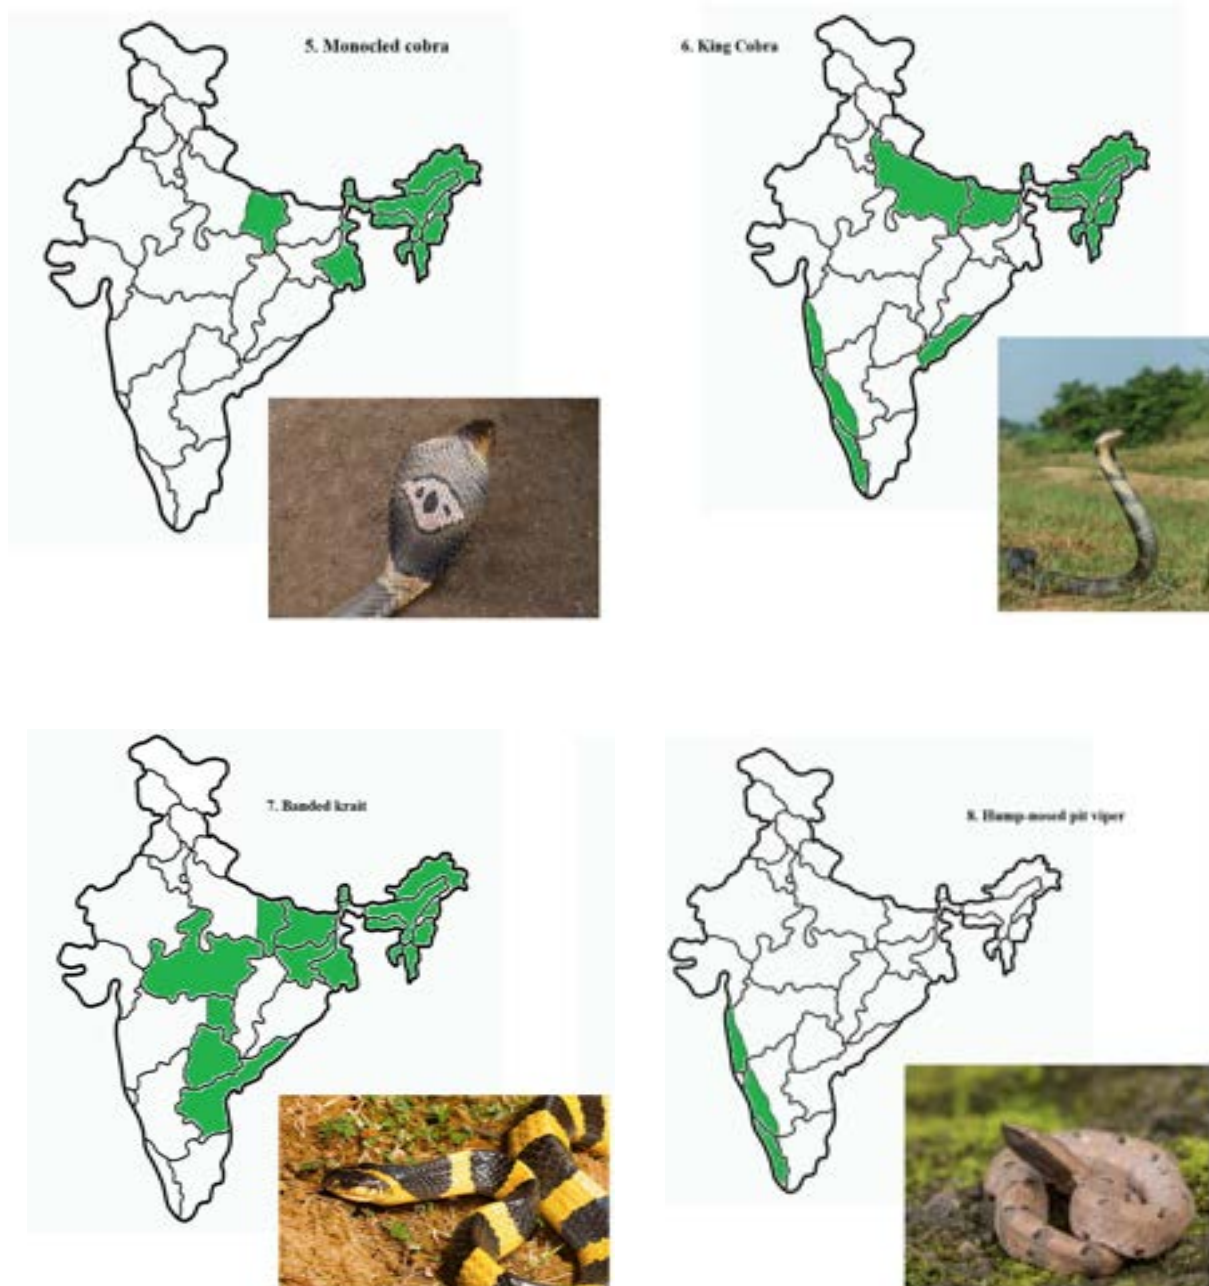 5. Monocled cobra
6. King Cobra
7. Banded krait
8. Hump-nosed pit viper